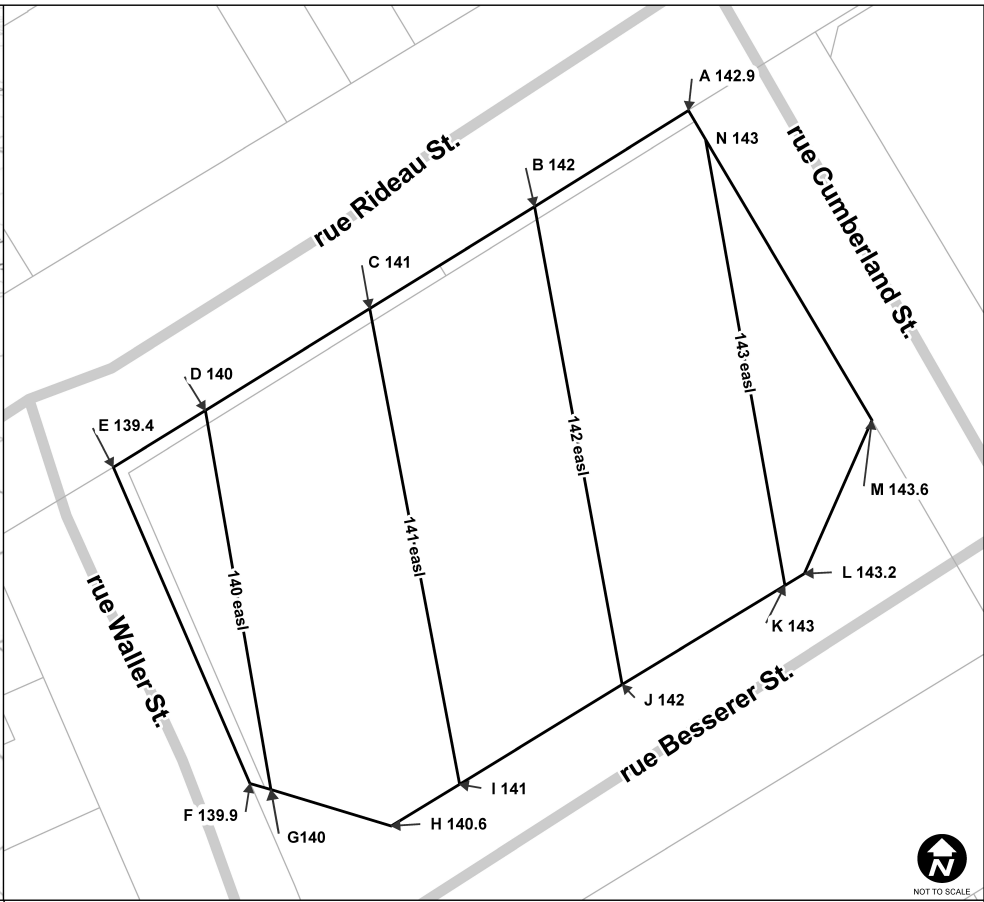 A 142.9
N 143
rue Rideau St.
B 142
rue Cumberland St.
C 141
143 easl
D 140
E 139.4
142 easl
M 143.6
141 easl
140 easl
L 143.2
K 143
rue Waller St.
J 142
rue Besserer St.
I 141
F 139.9
H 140.6
G140
N
NOT TO SCALE